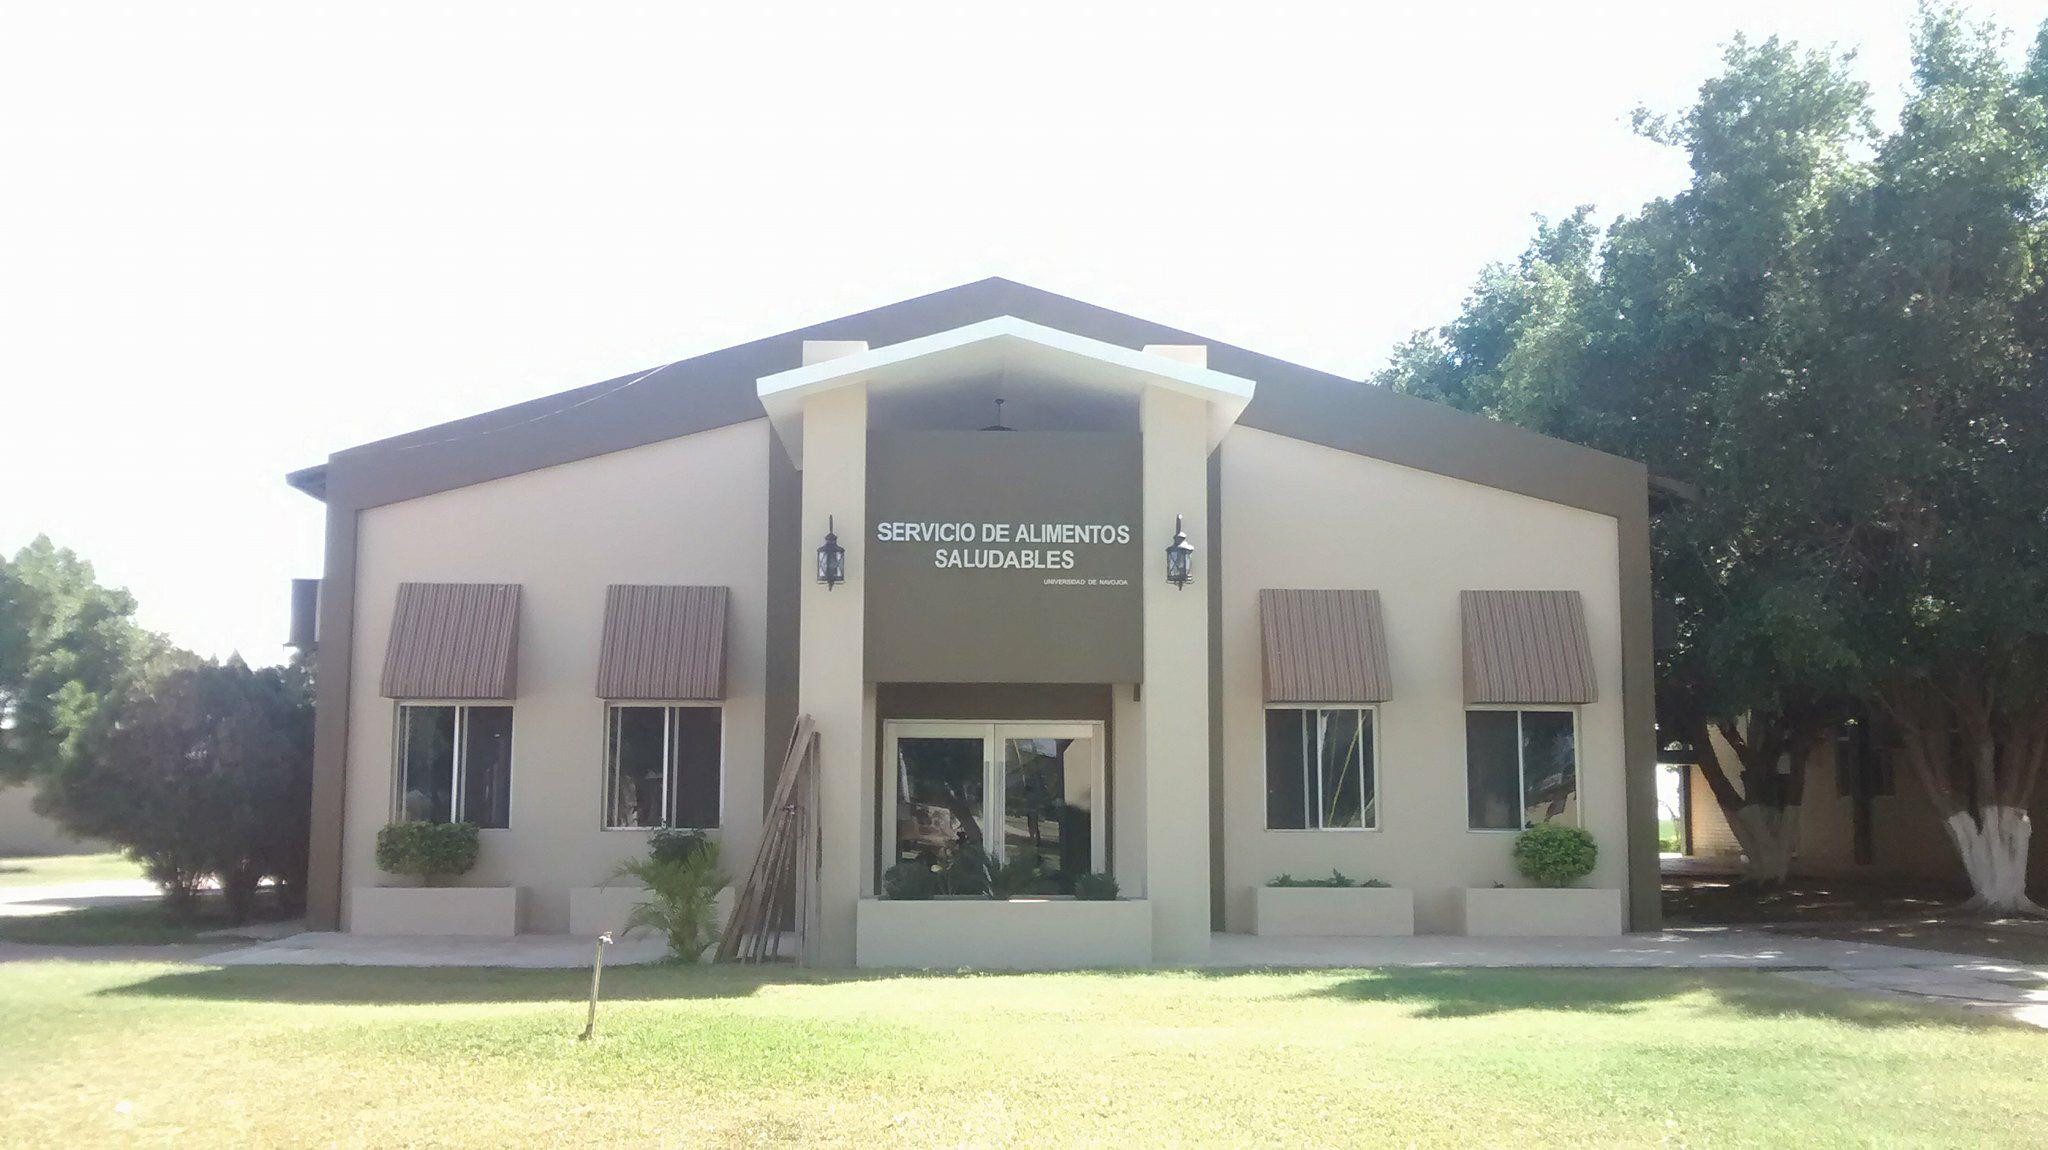 SERVICIO DE ALIMENTOS
SALUDABLES
UNIVERSIDAD DE NAVOJOA